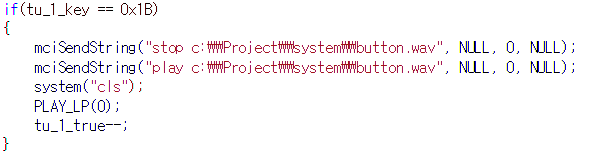 if(tu_1_key == 0x1B)
{
mciSendString("stop c:₩₩Project₩₩system₩₩button.wav", NULL, 0, NULL);
mciSendString("play c:₩₩Project₩₩system₩₩button.wav", NULL, 0, NULL);
system("cls");
PLAY_LP(0);
tu_1_true--;
}